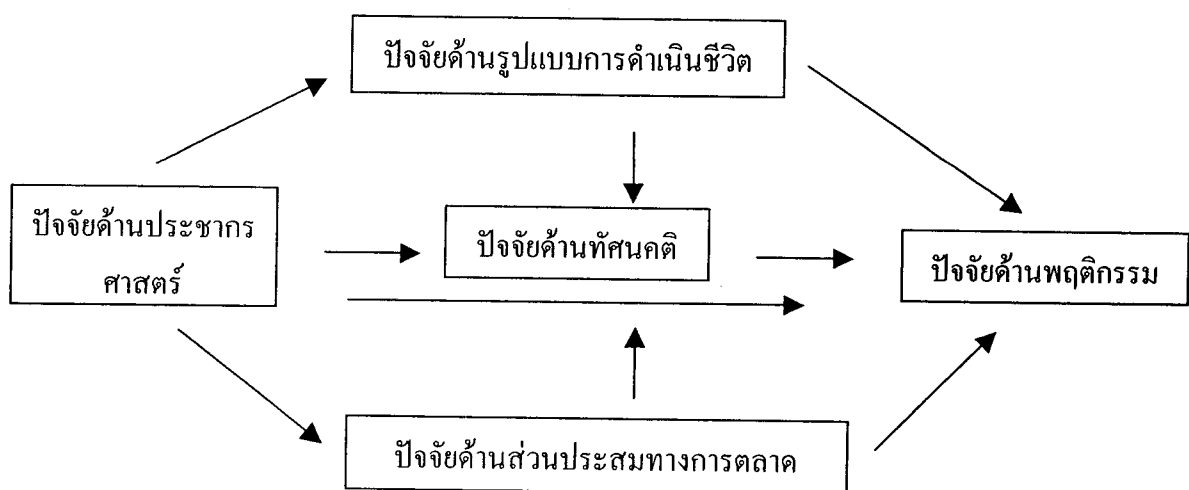 ปัจจัยด้านรูปแบบการดำเนินชีวิต
ปัจจัยด้านประชากร
ศาสตร์
ปัจจัยด้านทัศนคติ
ปัจจัยด้านพฤติกรรม
ปัจจัยด้านส่วนประสมทางการตลาด